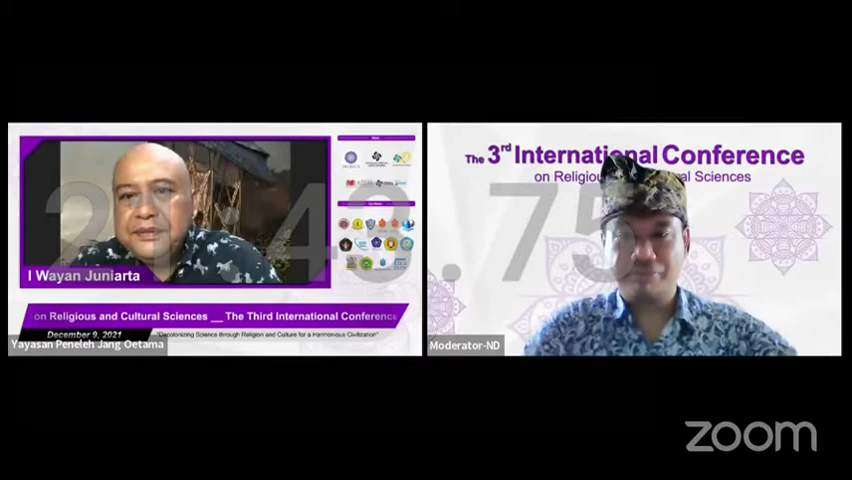 I Wayan Juniarta
on Religious and Cultural Sciences __ The Third International Conference
December 9, 2021
"Decolonizing Science through Religion and Culture for a Harmonious Civilization"
Yayasan Peneleh Jang Oetama
The 3rd International Conference
on Religious Cultural Sciences
Moderator-ND
zoom